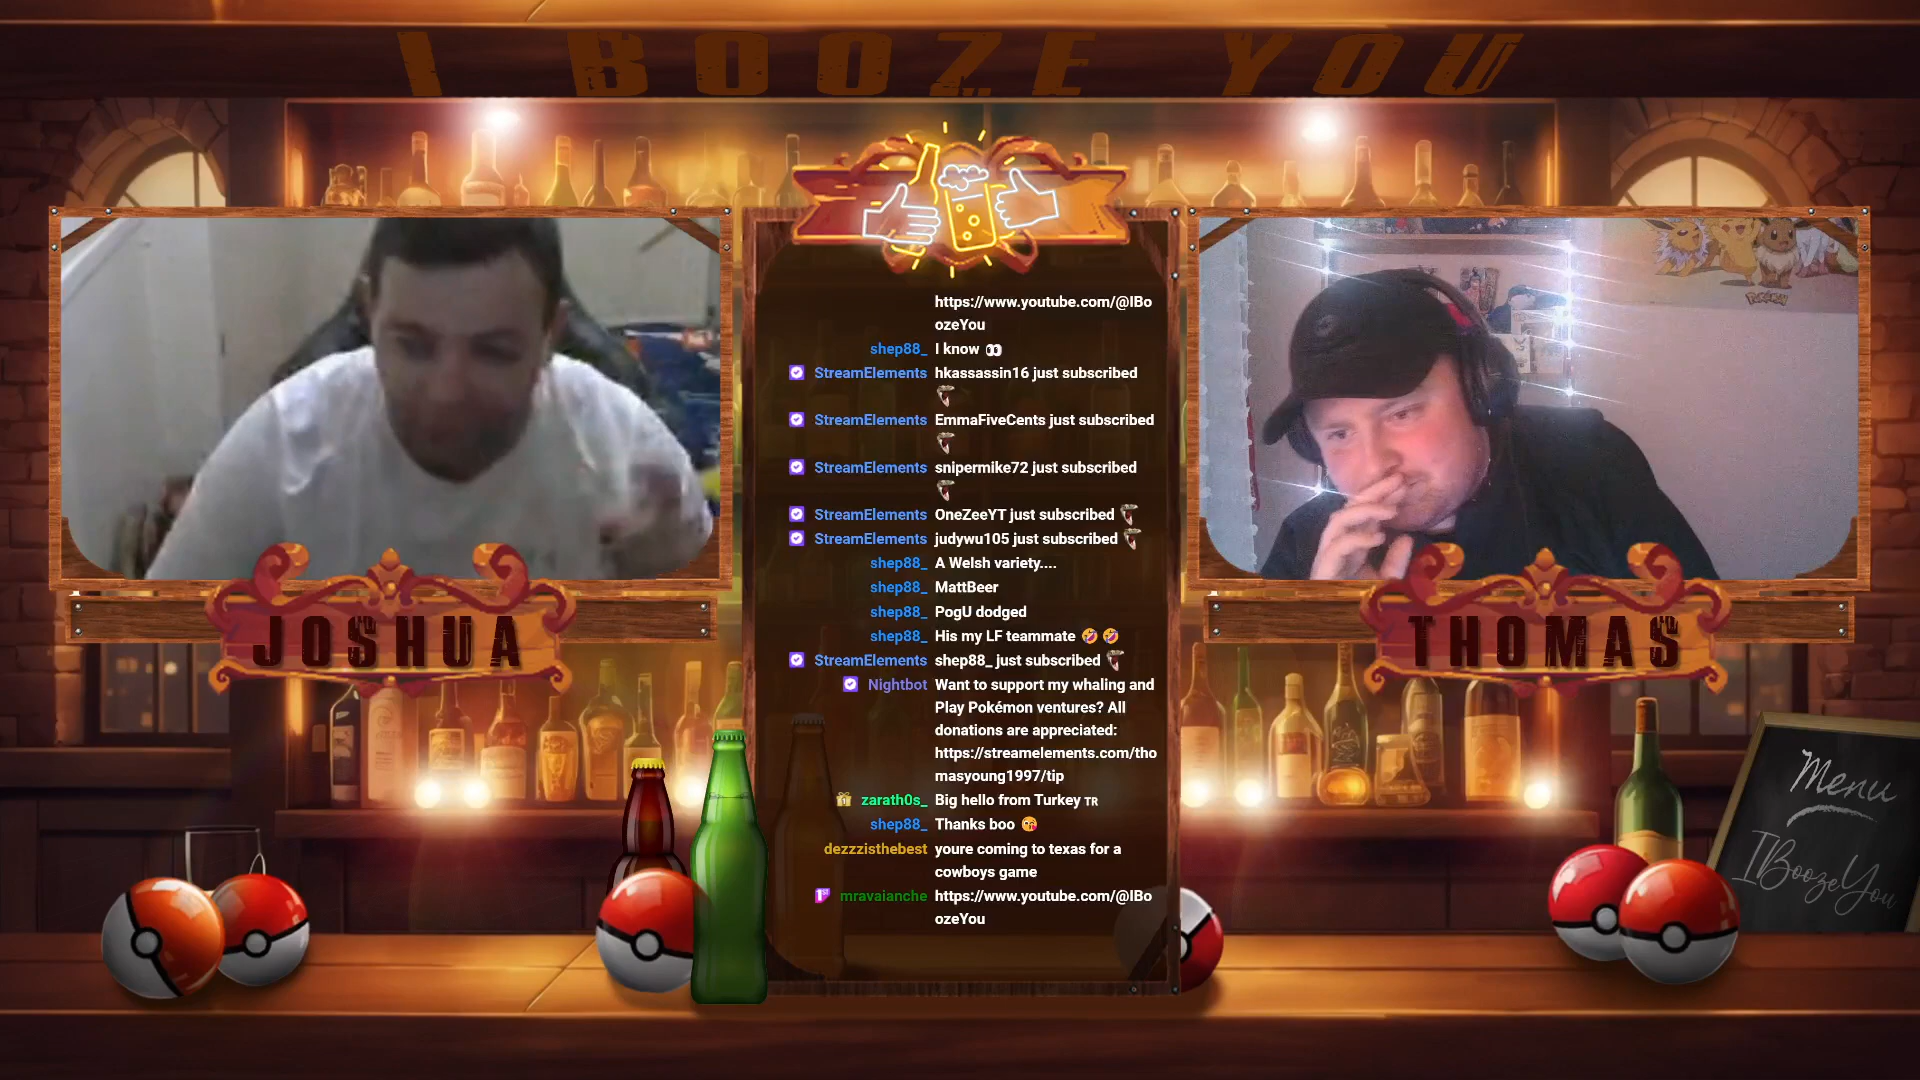 I BOOZE YOU
https://www.youtube.com/@IBo
ozeYou
shep88_ I know 👀
StreamElements hkassassin16 just subscribed
StreamElements EmmaFiveCents just subscribed
StreamElements snipermike72 just subscribed
StreamElements OneZeeYT just subscribed
StreamElements judywu105 just subscribed
shep88_ A Welsh variety....
shep88_ MattBeer
shep88_ PogU dodged
shep88_ His my LF teammate 🤣 🤣
StreamElements shep88_ just subscribed
Nightbot Want to support my whaling and
Play Pokémon ventures? All
donations are appreciated:
https://streamelements.com/tho
masyoung1997/tip
zarath0s_ Big hello from Turkey TR
shep88_ Thanks boo 😘
dezzzisthebest youre coming to texas for a
cowboys game
mravaianche https://www.youtube.com/@IBo
ozeYou
JOSHUA
THOMAS
POKÉMON
Menu
IBoozeYou